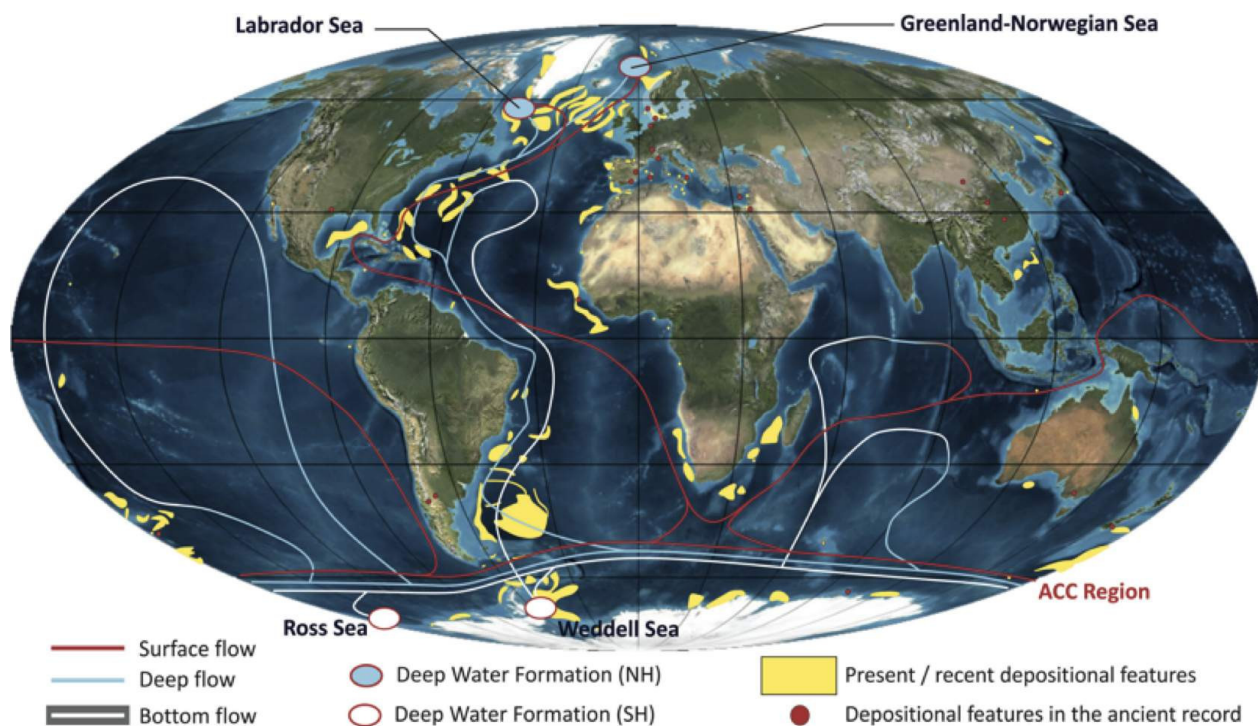 Labrador Sea
Greenland-Norwegian Sea
ACC Region
Ross Sea
Weddell Sea
Surface flow
Deep flow
Bottom flow
Deep Water Formation (NH)
Deep Water Formation (SH)
Present / recent depositional features
Depositional features in the ancient record